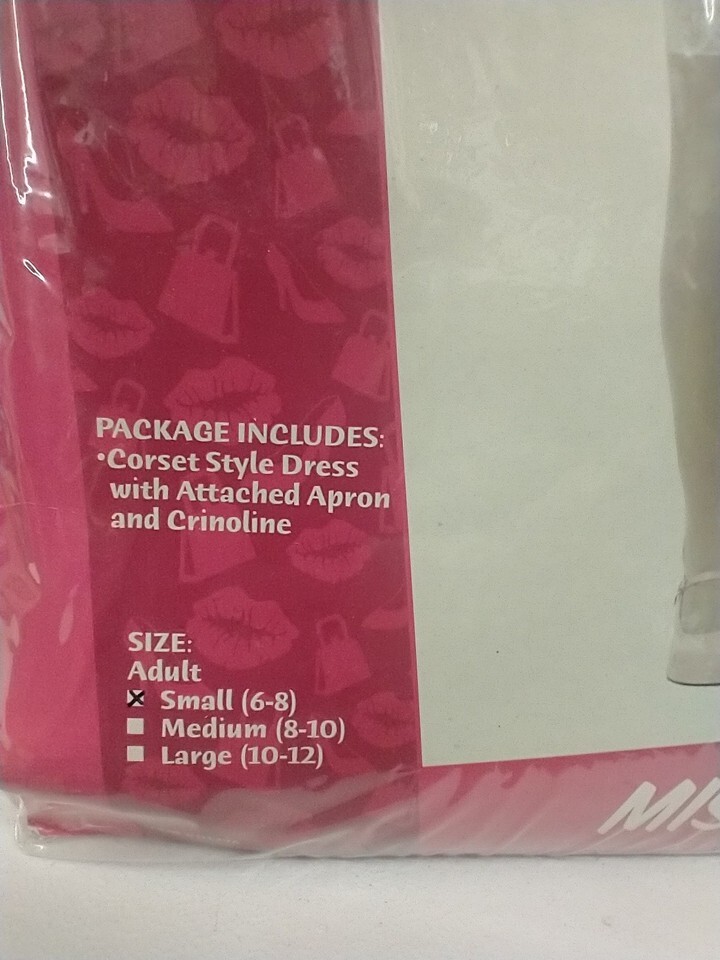 PACKAGE INCLUDES:
•Corset Style Dress
with Attached Apron
and Crinoline
SIZE:
Adult
☒ Small (6-8)
☐ Medium (8-10)
☐ Large (10-12)